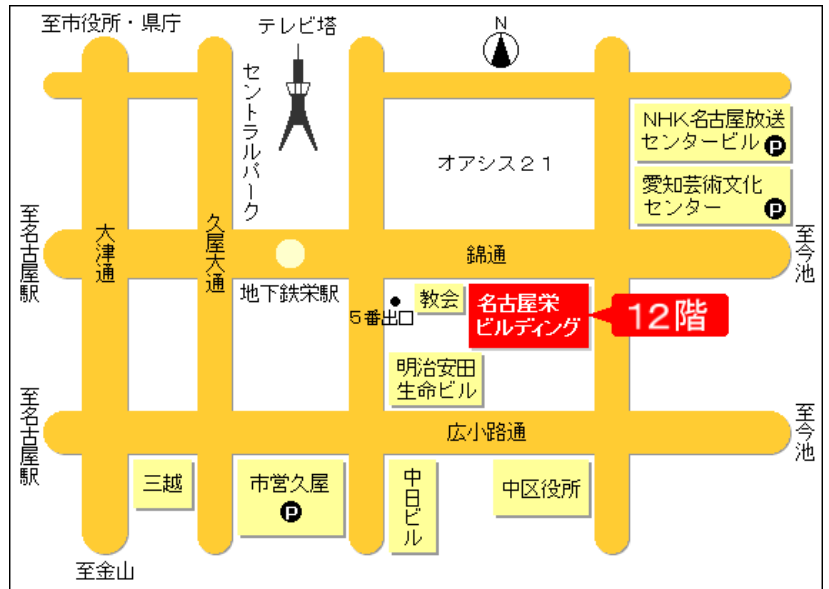 至市役所・県庁
テレビ塔
N
セントラルパーク
NHK名古屋放送
センタービル P
オアシス21
愛知芸術文化
センター P
至名古屋駅
大津通
久屋大通
錦通
至今池
地下鉄栄駅
5番出口
教会
名古屋栄
ビルディング
12階
明治安田
生命ビル
至名古屋駅
広小路通
至今池
三越
市営久屋
P
中日ビル
中区役所
至金山